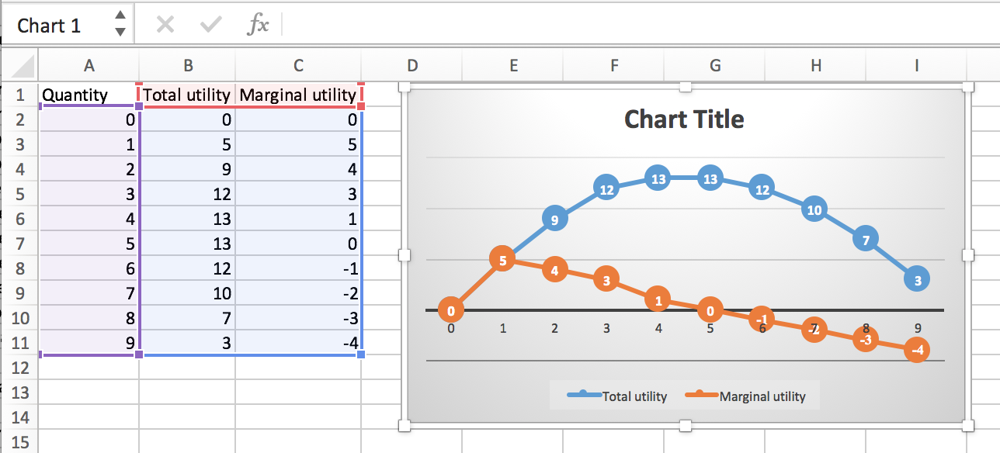 Chart 1 fx
A B C D E F G H I
1 Quantity Total utility Marginal utility
2 0 0 0
3 1 5 5
4 2 9 4
5 3 12 3
6 4 13 1
7 5 13 0
8 6 12 -1
9 7 10 -2
10 8 7 -3
11 9 3 -4
12
13
14
15
Chart Title
13 13
12 12
9 10
7
5 4 3 3
1
0 0 -1 -2 -3 -4
0 1 2 3 4 5 6 7 8 9
Total utility Marginal utility